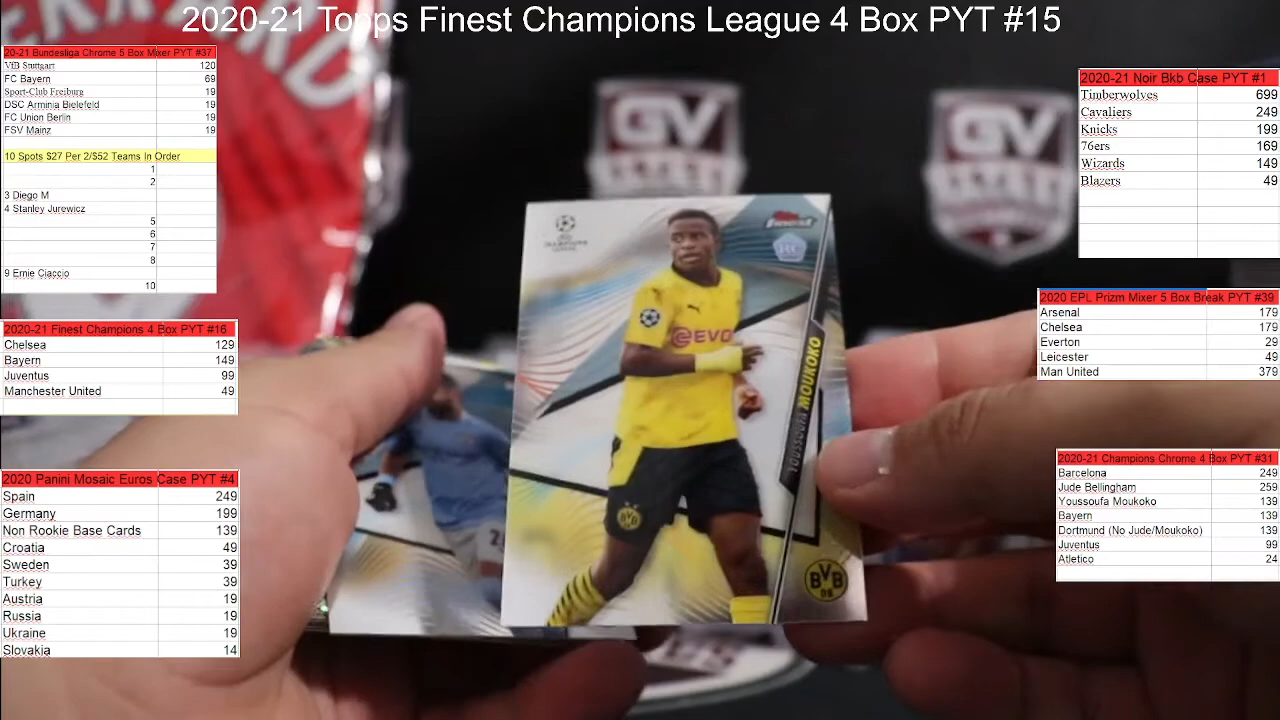 2020-21 Topps Finest Champions League 4 Box PYT #15
20-21 Bundesliga Chrome 5 Box Mixer PYT #37
VfB Stuttgart 120
FC Bayern 69
Sport-Club Freiburg 19
DSC Arminia Bielefeld 19
FC Union Berlin 19
FSV Mainz 19
10 Spots $27 Per 2/$52 Teams In Order
1
2
3 Diego M
4 Stanley Jurewicz
5
6
7
8
9 Ernie Ciaccio
10
2020-21 Finest Champions 4 Box PYT #16
Chelsea 129
Bayern 149
Juventus 99
Manchester United 49
2020 Panini Mosaic Euros Case PYT #4
Spain 249
Germany 199
Non Rookie Base Cards 139
Croatia 49
Sweden 39
Turkey 39
Austria 19
Russia 19
Ukraine 19
Slovakia 14
GV
GV
CHAMPIONS
LEAGUE
Topps
Finest
RC
EVO
YOUSSOUFA MOUKOKO
BVB
09
2020-21 Noir Bkb Case PYT #1
Timberwolves 699
Cavaliers 249
Knicks 199
76ers 169
Wizards 149
Blazers 49
2020 EPL Prizm Mixer 5 Box Break PYT #39
Arsenal 179
Chelsea 179
Everton 29
Leicester 49
Man United 379
2020-21 Champions Chrome 4 Box PYT #31
Barcelona 249
Jude Bellingham 259
Youssoufa Moukoko 139
Bayern 139
Dortmund (No Jude/Moukoko) 139
Juventus 99
Atletico 24